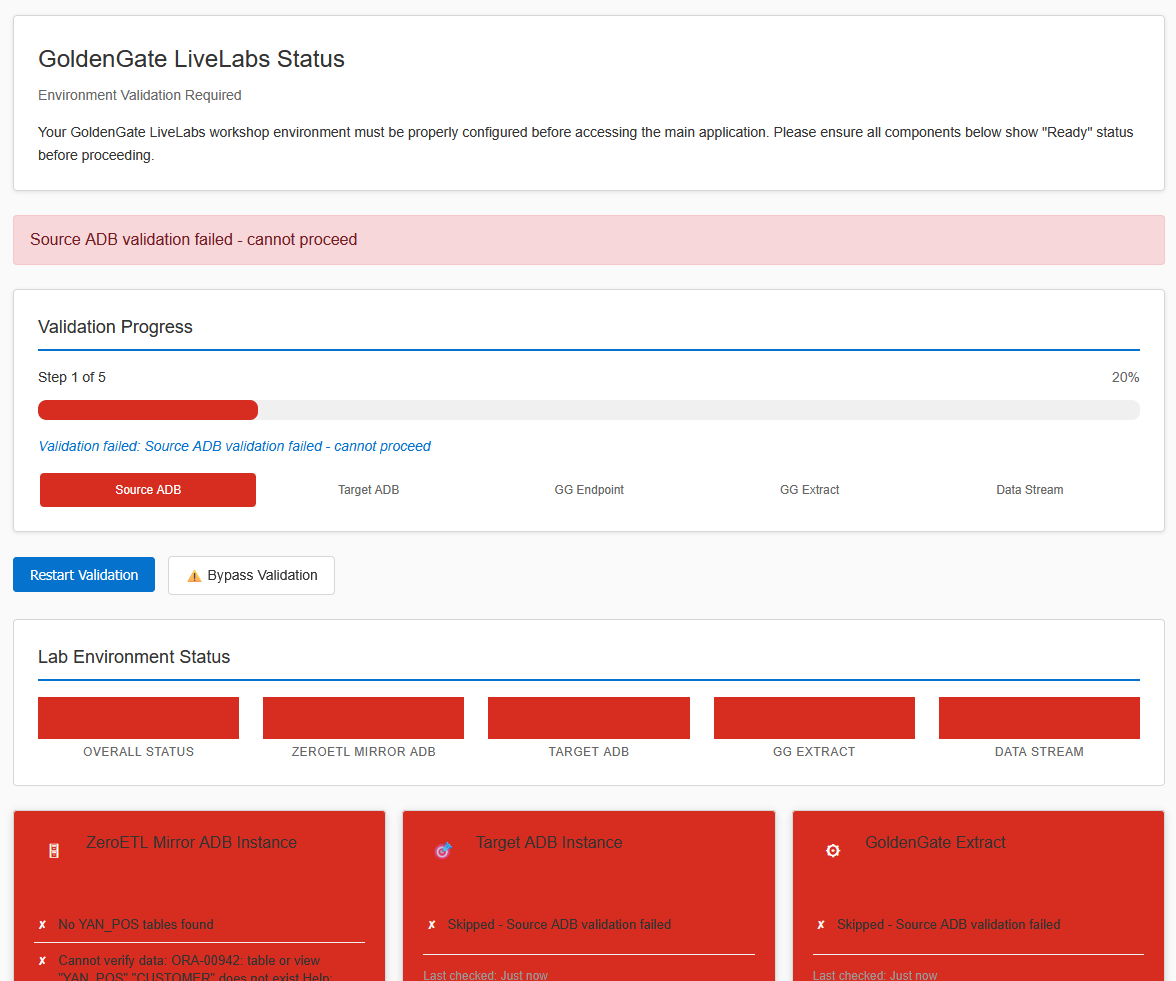 GoldenGate LiveLabs Status
Environment Validation Required
Your GoldenGate LiveLabs workshop environment must be properly configured before accessing the main application. Please ensure all components below show "Ready" status
before proceeding.
Source ADB validation failed - cannot proceed
Validation Progress
Step 1 of 5 20%
Validation failed: Source ADB validation failed - cannot proceed
Source ADB Target ADB GG Endpoint GG Extract Data Stream
Restart Validation Bypass Validation
Lab Environment Status
OVERALL STATUS ZEROETL MIRROR ADB TARGET ADB GG EXTRACT DATA STREAM
ZeroETL Mirror ADB Instance Target ADB Instance GoldenGate Extract
✗ No YAN_POS tables found ✗ Skipped - Source ADB validation failed ✗ Skipped - Source ADB validation failed
✗ Cannot verify data: ORA-00942: table or view
"YAN_POS"."CUSTOMER" does not exist Help: Last checked: Just now Last checked: Just now